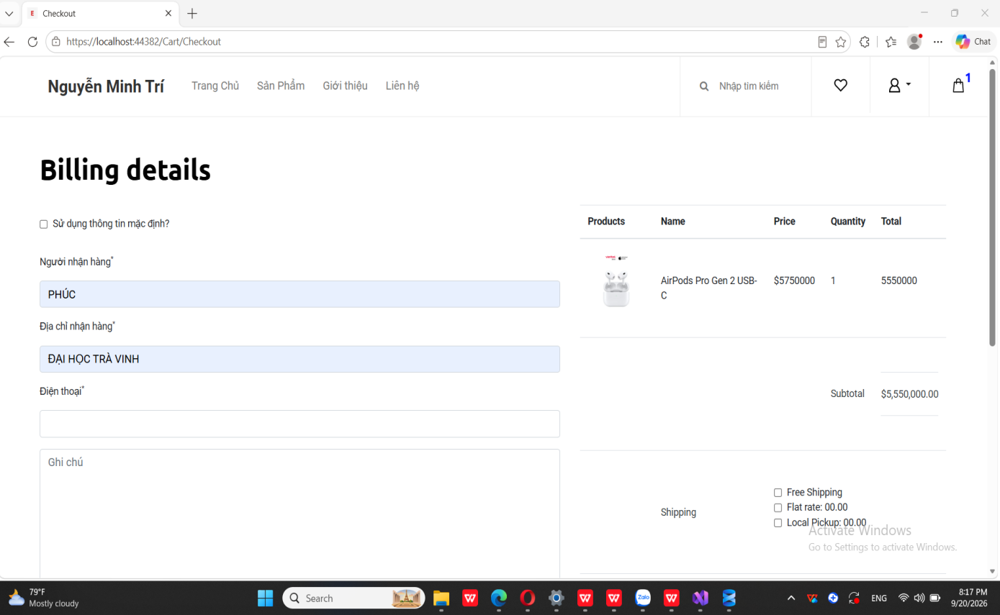 Checkout
https://localhost:44382/Cart/Checkout
Chat
Nguyễn Minh Trí
Trang Chủ
Sản Phẩm
Giới thiệu
Liên hệ
Nhập tìm kiếm
1
Billing details
Sử dụng thông tin mặc định?
Người nhận hàng*
PHÚC
Địa chỉ nhận hàng*
ĐẠI HỌC TRÀ VINH
Điện thoại*
Ghi chú
Products Name Price Quantity Total
AirPods Pro Gen 2 USB-
C
$5750000 1 5550000
Subtotal $5,550,000.00
Shipping
Free Shipping
Flat rate: 00.00
Local Pickup: 00.00
Activate Windows
Go to Settings to activate Windows.
79°F
Mostly cloudy
Search
Zalo
ENG
8:17 PM
9/20/2026